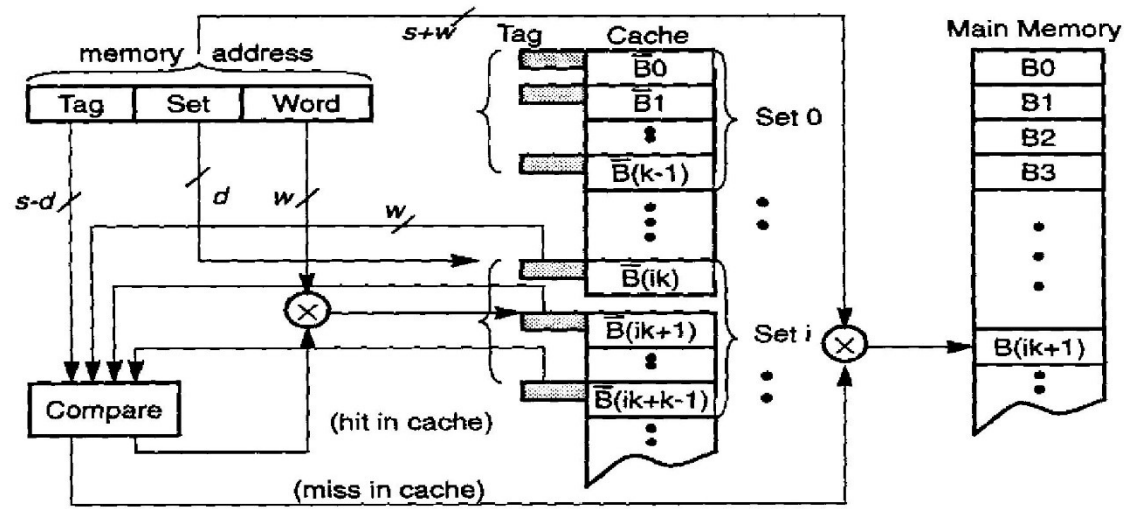 s+w
Tag
Cache
Main Memory
memory address
B̅0
B0
Tag Set Word
B̅1
Set 0
B1
B2
B̅(k-1)
B3
s-d
d
w
w
B̅(ik)
B̅(ik+1)
Set i
B(ik+1)
Compare
B̅(ik+k-1)
(hit in cache)
(miss in cache)